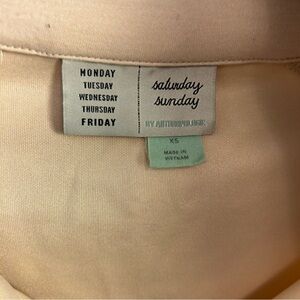 MONDAY
TUESDAY
WEDNESDAY
THURSDAY
FRIDAY
saturday
sunday
BY ANTHROPOLOGIE
XS
MADE IN
VIETNAM